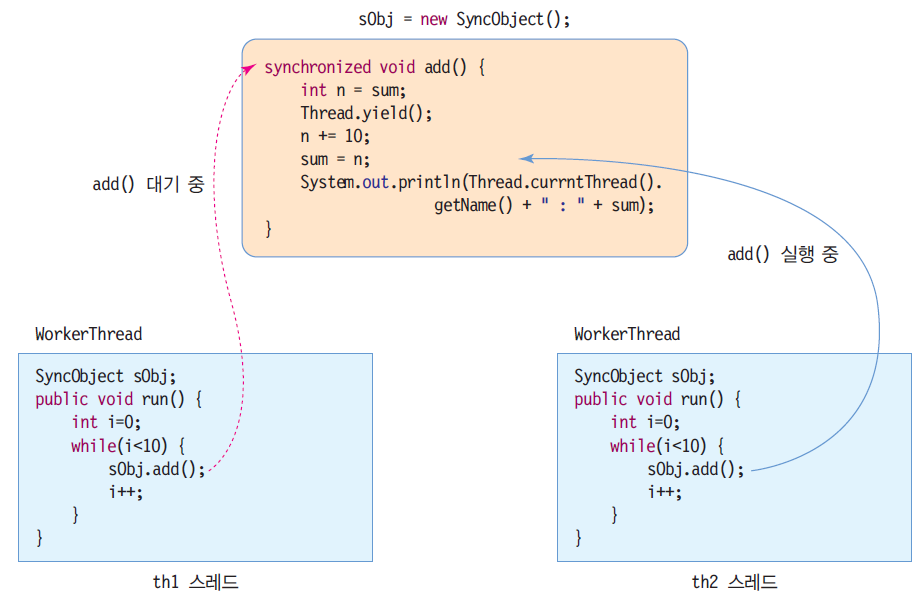 sObj = new SyncObject();
synchronized void add() {
int n = sum;
Thread.yield();
n += 10;
sum = n;
System.out.println(Thread.currntThread().
getName() + " : " + sum);
}
add() 대기 중
add() 실행 중
WorkerThread
SyncObject sObj;
public void run() {
int i=0;
while(i<10) {
sObj.add();
i++;
}
}
th1 스레드
WorkerThread
SyncObject sObj;
public void run() {
int i=0;
while(i<10) {
sObj.add();
i++;
}
}
th2 스레드